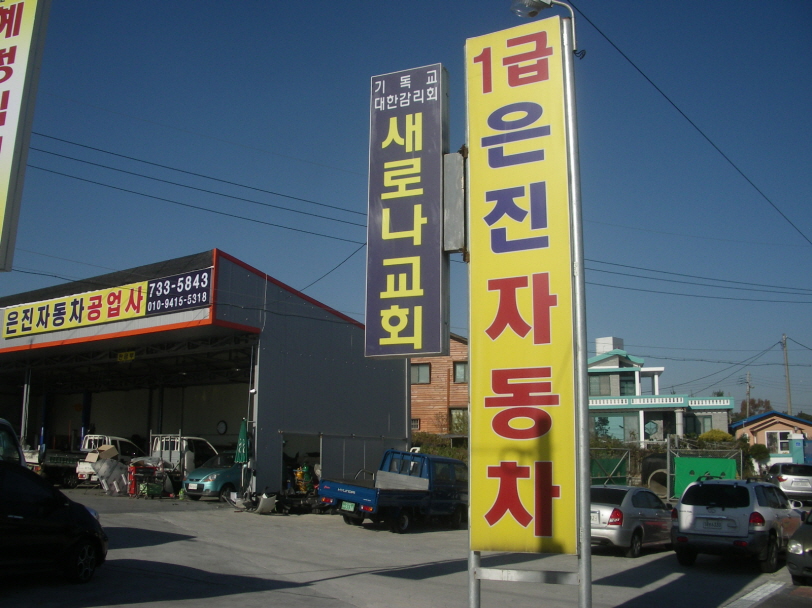 1급
은진
자동차
기독교
대한감리회
새로나교회
은진자동차공업사
733-5843
010-9415-5318
HYUNDAI